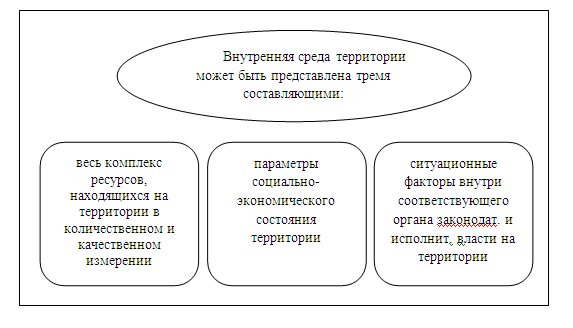 Внутренняя среда территории
может быть представлена тремя
составляющими:
весь комплекс
ресурсов,
находящихся на
территории в
количественном и
качественном
измерении
параметры
социально-
экономического
состояния
территории
ситуационные
факторы внутри
соответствующего
органа законодат. и
исполнит, власти на
территории